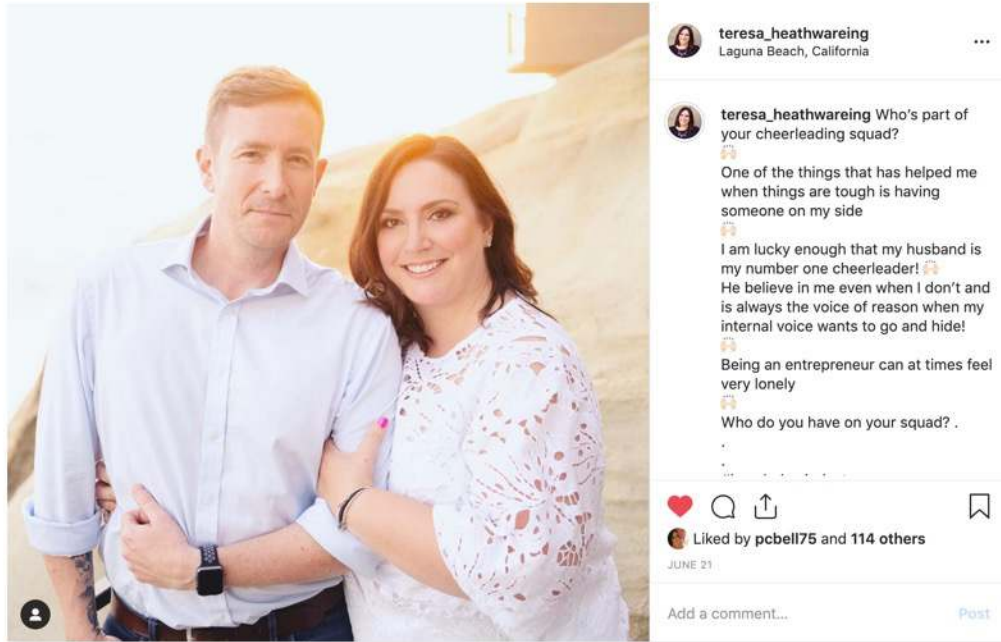 teresa_heathwareing
Laguna Beach, California
teresa_heathwareing Who's part of
your cheerleading squad?
🙌🏻
One of the things that has helped me
when things are tough is having
someone on my side
🙌🏻
I am lucky enough that my husband is
my number one cheerleader! 🙌🏻
He believe in me even when I don't and
is always the voice of reason when my
internal voice wants to go and hide!
🙌🏻
Being an entrepreneur can at times feel
very lonely
🙌🏻
Who do you have on your squad? .
.
.
Liked by pcbell75 and 114 others
JUNE 21
Add a comment...
Post